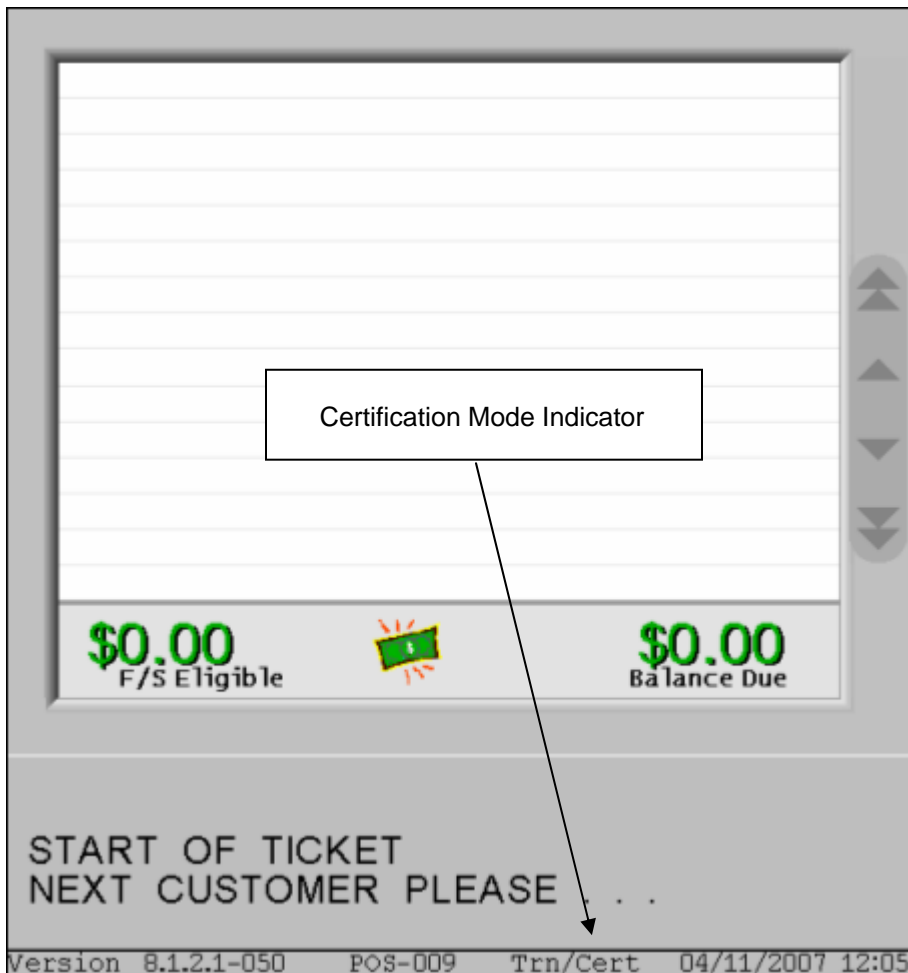 Certification Mode Indicator
$0.00
F/S Eligible
$0.00
Balance Due
START OF TICKET
NEXT CUSTOMER PLEASE . . .
Version 8.1.2.1-050 POS-009 Trn/Cert 04/11/2007 12:05